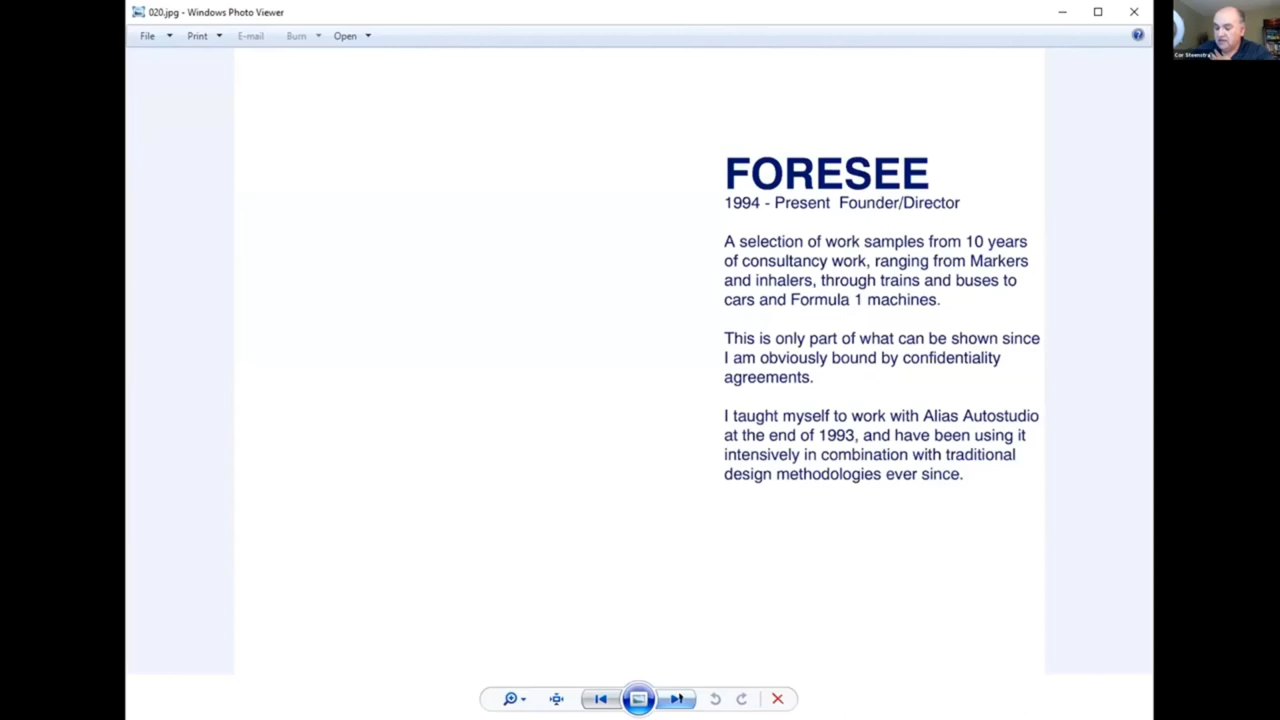 020.jpg - Windows Photo Viewer
File Print E-mail Burn Open
Cor Steenstra
FORESEE
1994 - Present Founder/Director
A selection of work samples from 10 years
of consultancy work, ranging from Markers
and inhalers, through trains and buses to
cars and Formula 1 machines.
This is only part of what can be shown since
I am obviously bound by confidentiality
agreements.
I taught myself to work with Alias Autostudio
at the end of 1993, and have been using it
intensively in combination with traditional
design methodologies ever since.